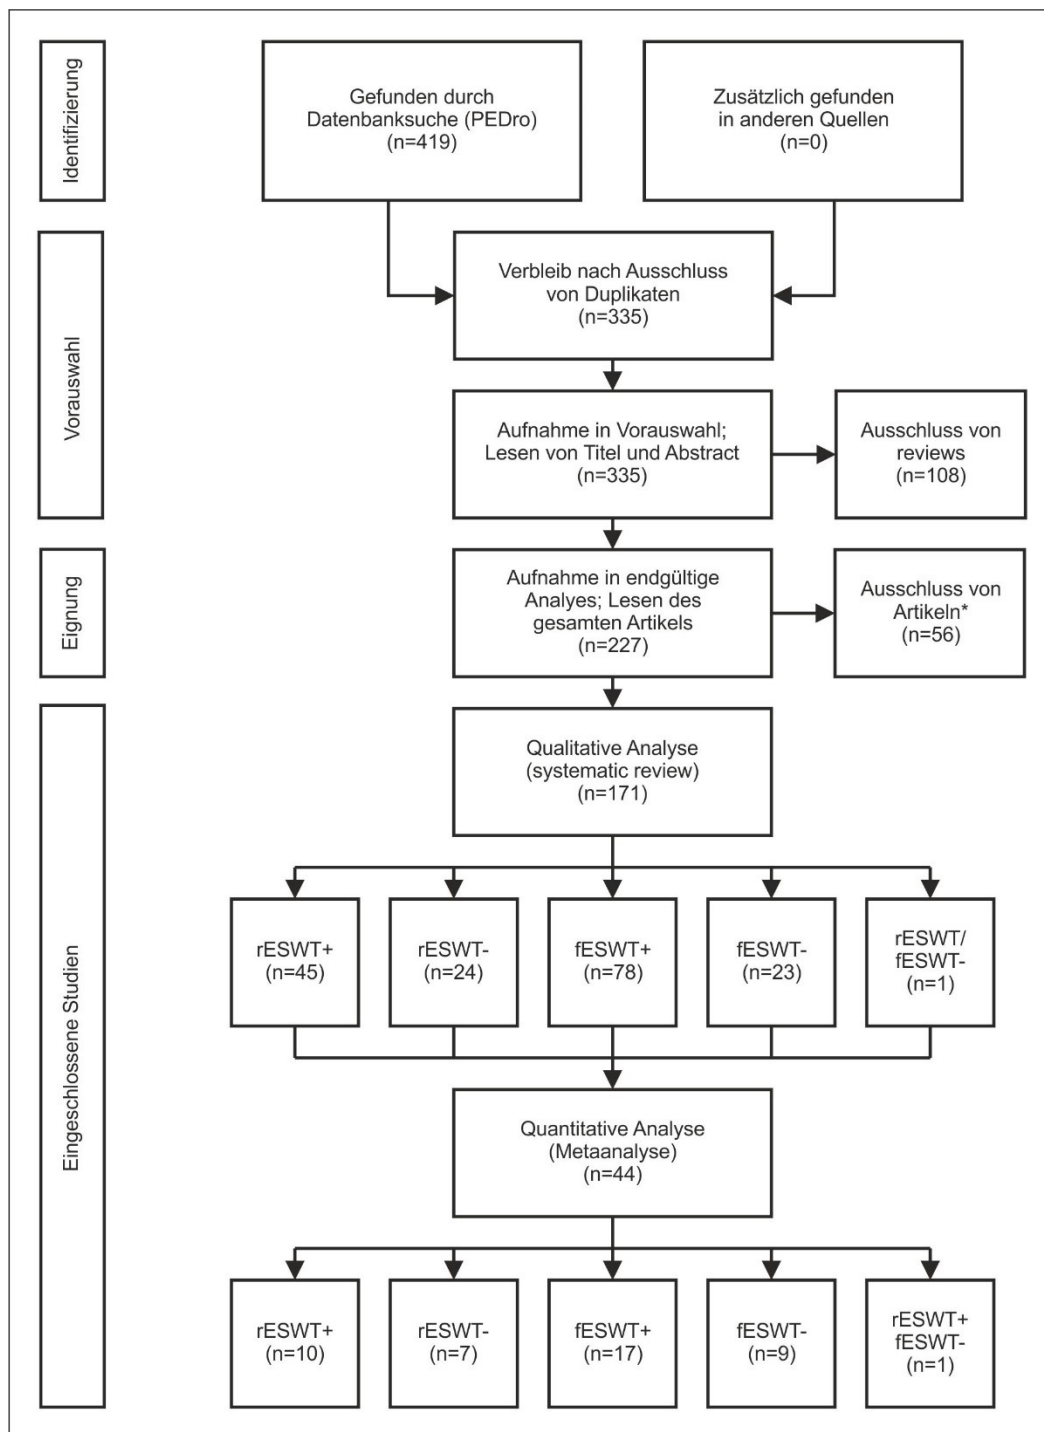 Identifizierung
Gefunden durch
Datenbanksuche (PEDro)
(n=419)
Zusätzlich gefunden
in anderen Quellen
(n=0)
Vorauswahl
Verbleib nach Ausschluss
von Duplikaten
(n=335)
Aufnahme in Vorauswahl;
Lesen von Titel und Abstract
(n=335)
Ausschluss von
reviews
(n=108)
Eignung
Aufnahme in endgültige
Analyes; Lesen des
gesamten Artikels
(n=227)
Ausschluss von
Artikeln*
(n=56)
Eingeschlossene Studien
Qualitative Analyse
(systematic review)
(n=171)
rESWT+
(n=45)
rESWT-
(n=24)
fESWT+
(n=78)
fESWT-
(n=23)
rESWT/
fESWT-
(n=1)
Quantitative Analyse
(Metaanalyse)
(n=44)
rESWT+
(n=10)
rESWT-
(n=7)
fESWT+
(n=17)
fESWT-
(n=9)
rESWT+
fESWT-
(n=1)